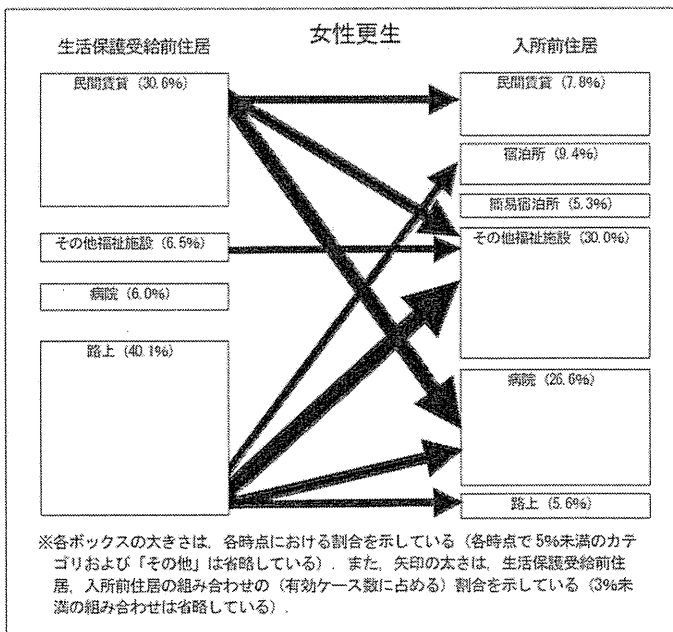 女性更生
生活保護受給前住居
民間賃貸 (30.6%)
その他福祉施設 (6.5%)
病院 (6.0%)
路上 (40.1%)
入所前住居
民間賃貸 (7.8%)
宿泊所 (9.4%)
簡易宿泊所 (5.3%)
その他福祉施設 (30.0%)
病院 (26.6%)
路上 (5.6%)
※各ボックスの大きさは，各時点における割合を示している（各時点で5%未満のカテ
ゴリおよび「その他」は省略している）．また，矢印の太さは，生活保護受給前住
居，入所前住居の組み合わせの（有効ケース数に占める）割合を示している（3%未
満の組み合わせは省略している）．